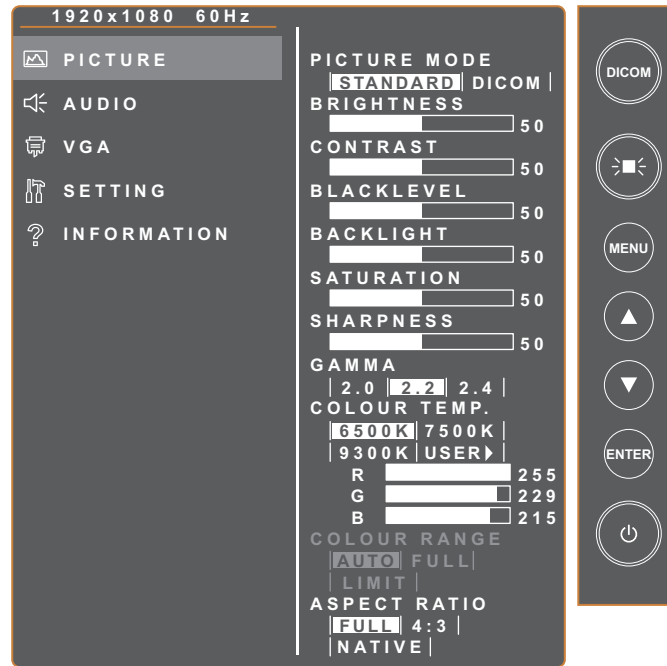 1920x1080 60Hz
PICTURE
AUDIO
VGA
SETTING
INFORMATION
PICTURE MODE
STANDARD DICOM
BRIGHTNESS
50
CONTRAST
50
BLACKLEVEL
50
BACKLIGHT
50
SATURATION
50
SHARPNESS
50
GAMMA
2.0 2.2 2.4
COLOUR TEMP.
6500K 7500K
9300K USER
R 255
G 229
B 215
COLOUR RANGE
AUTO FULL
LIMIT
ASPECT RATIO
FULL 4:3
NATIVE
DICOM
MENU
ENTER